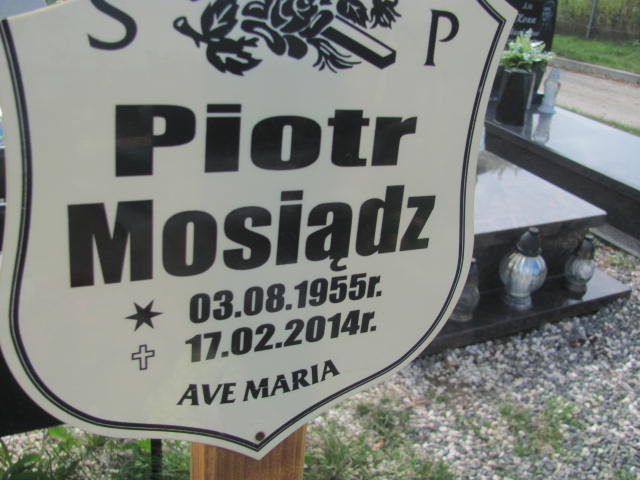 S P
Piotr
Mosiądz
03.08.1955r.
17.02.2014r.
AVE MARIA